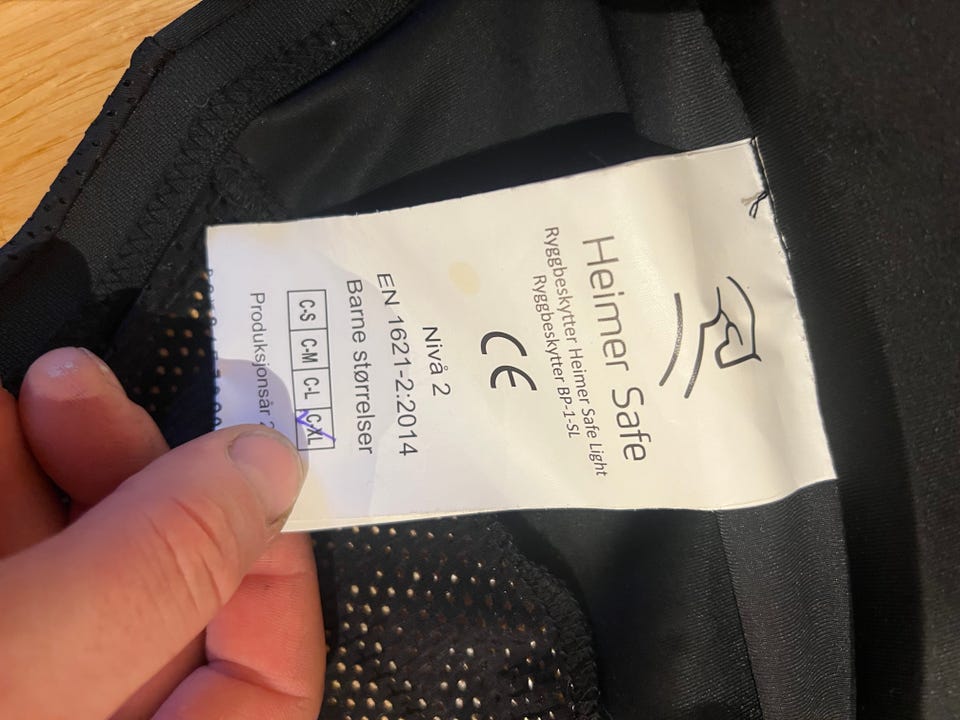 Heimer Safe
Ryggbeskytter Heimer Safe Light
Ryggbeskytter BP-1-SL
CE
Nivå 2
EN 1621-2:2014
Barne størrelser
C-S C-M C-L C-XL
Produksjonsår